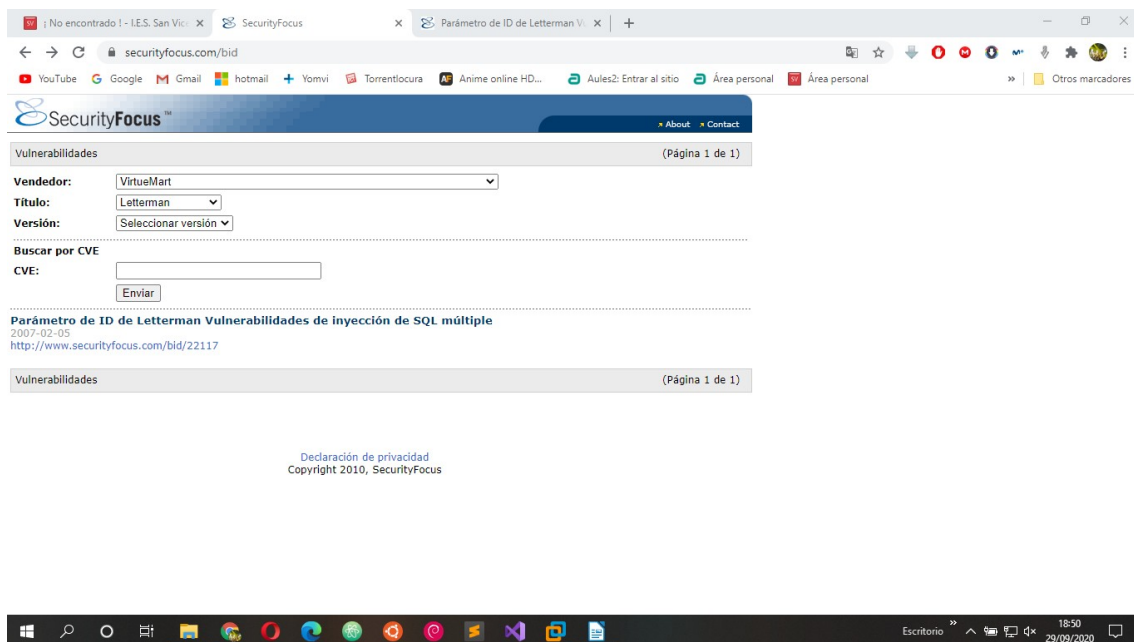 ¡ No encontrado ! - I.E.S. San Vic
SecurityFocus
Parámetro de ID de Letterman Vu
securityfocus.com/bid
YouTube Google Gmail hotmail Yomvi Torrentlocura Anime online HD... Aules2: Entrar al sitio Área personal Área personal » Otros marcadores
SecurityFocus™
About Contact
Vulnerabilidades (Página 1 de 1)
Vendedor: VirtueMart
Título: Letterman
Versión: Seleccionar versión
Buscar por CVE
CVE:
Enviar
Parámetro de ID de Letterman Vulnerabilidades de inyección de SQL múltiple
2007-02-05
http://www.securityfocus.com/bid/22117
Vulnerabilidades (Página 1 de 1)
Declaración de privacidad
Copyright 2010, SecurityFocus
Escritorio » 18:50
29/09/2020